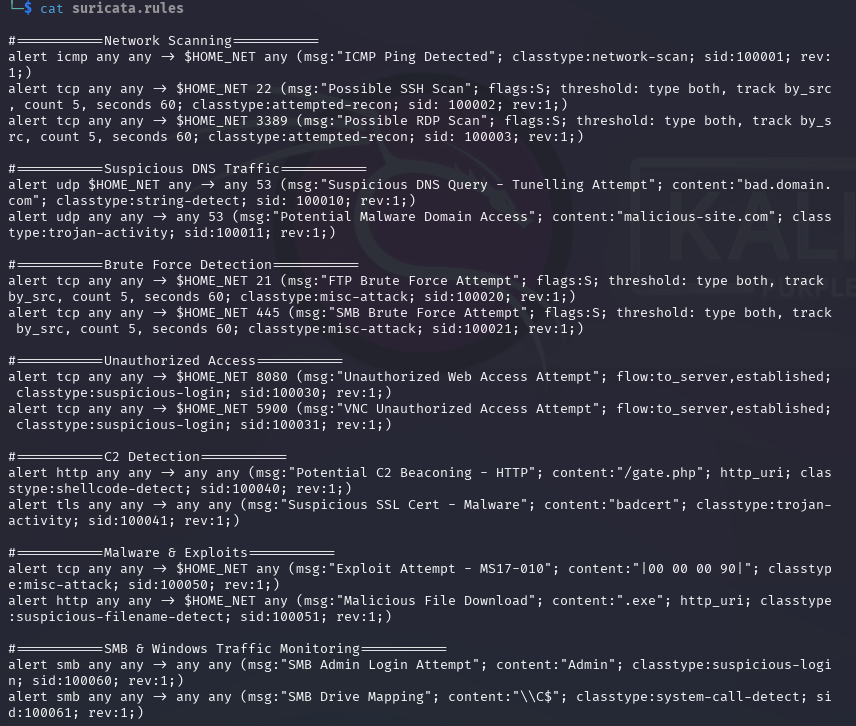 └─$ cat suricata.rules
#==========Network Scanning==========
alert icmp any any -> $HOME_NET any (msg:"ICMP Ping Detected"; classtype:network-scan; sid:100001; rev:
1;)
alert tcp any any -> $HOME_NET 22 (msg:"Possible SSH Scan"; flags:S; threshold: type both, track by_src
, count 5, seconds 60; classtype:attempted-recon; sid: 100002; rev:1;)
alert tcp any any -> $HOME_NET 3389 (msg:"Possible RDP Scan"; flags:S; threshold: type both, track by_s
rc, count 5, seconds 60; classtype:attempted-recon; sid: 100003; rev:1;)
#==========Suspicious DNS Traffic==========
alert udp $HOME_NET any -> any 53 (msg:"Suspicious DNS Query - Tunelling Attempt"; content:"bad.domain.
com"; classtype:string-detect; sid: 100010; rev:1;)
alert udp any any -> any 53 (msg:"Potential Malware Domain Access"; content:"malicious-site.com"; class
type:trojan-activity; sid:100011; rev:1;)
#==========Brute Force Detection==========
alert tcp any any -> $HOME_NET 21 (msg:"FTP Brute Force Attempt"; flags:S; threshold: type both, track 
by_src, count 5, seconds 60; classtype:misc-attack; sid:100020; rev:1;)
alert tcp any any -> $HOME_NET 445 (msg:"SMB Brute Force Attempt"; flags:S; threshold: type both, track
 by_src, count 5, seconds 60; classtype:misc-attack; sid:100021; rev:1;)
#==========Unauthorized Access==========
alert tcp any any -> $HOME_NET 8080 (msg:"Unauthorized Web Access Attempt"; flow:to_server,established;
 classtype:suspicious-login; sid:100030; rev:1;)
alert tcp any any -> $HOME_NET 5900 (msg:"VNC Unauthorized Access Attempt"; flow:to_server,established;
 classtype:suspicious-login; sid:100031; rev:1;)
#==========C2 Detection==========
alert http any any -> any any (msg:"Potential C2 Beaconing - HTTP"; content:"/gate.php"; http_uri; clas
stype:shellcode-detect; sid:100040; rev:1;)
alert tls any any -> any any (msg:"Suspicious SSL Cert - Malware"; content:"badcert"; classtype:trojan-
activity; sid:100041; rev:1;)
#==========Malware & Exploits==========
alert tcp any any -> $HOME_NET any (msg:"Exploit Attempt - MS17-010"; content:"|00 00 00 90|"; classtyp
e:misc-attack; sid:100050; rev:1;)
alert http any any -> $HOME_NET any (msg:"Malicious File Download"; content:".exe"; http_uri; classtype
:suspicious-filename-detect; sid:100051; rev:1;)
#==========SMB & Windows Traffic Monitoring==========
alert smb any any -> any any (msg:"SMB Admin Login Attempt"; content:"Admin"; classtype:suspicious-logi
n; sid:100060; rev:1;)
alert smb any any -> any any (msg:"SMB Drive Mapping"; content:"\\C$"; classtype:system-call-detect; si
d:100061; rev:1;)
KALI
PURPLE